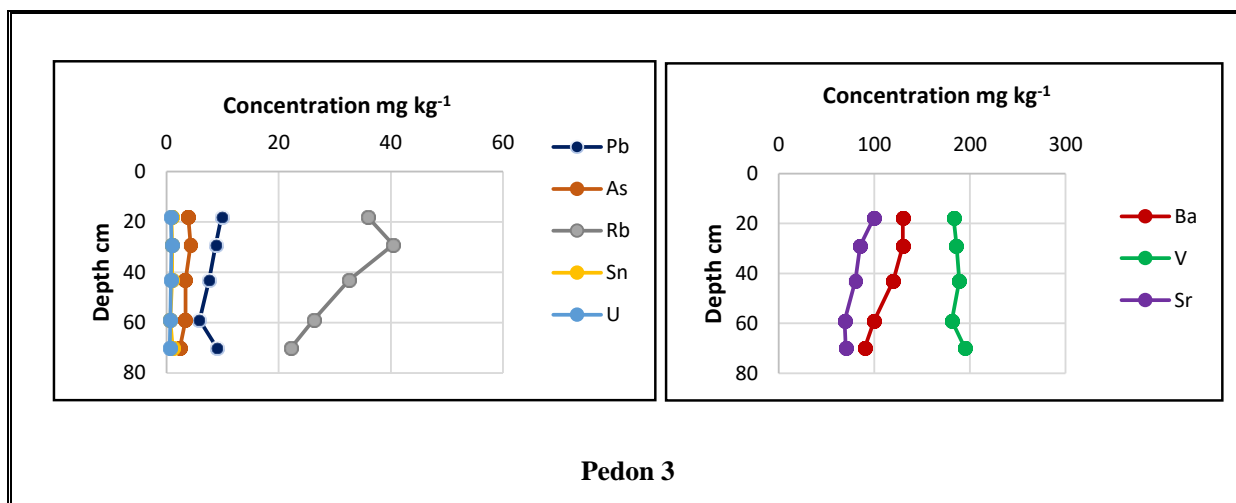 Concentration mg kg⁻¹
0 20 40 60
0
20
40
60
80
Depth cm
Pb
As
Rb
Sn
U
Concentration mg kg⁻¹
0 100 200 300
0
20
40
60
80
Depth cm
Ba
V
Sr
Pedon 3